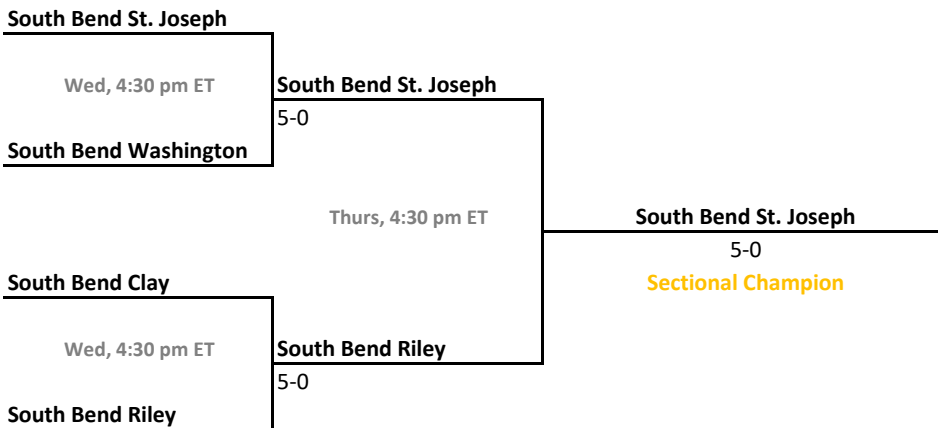 South Bend St. Joseph
Wed, 4:30 pm ET
South Bend St. Joseph
5-0
South Bend Washington
Thurs, 4:30 pm ET
South Bend St. Joseph
5-0
South Bend Clay
Sectional Champion
Wed, 4:30 pm ET
South Bend Riley
5-0
South Bend Riley